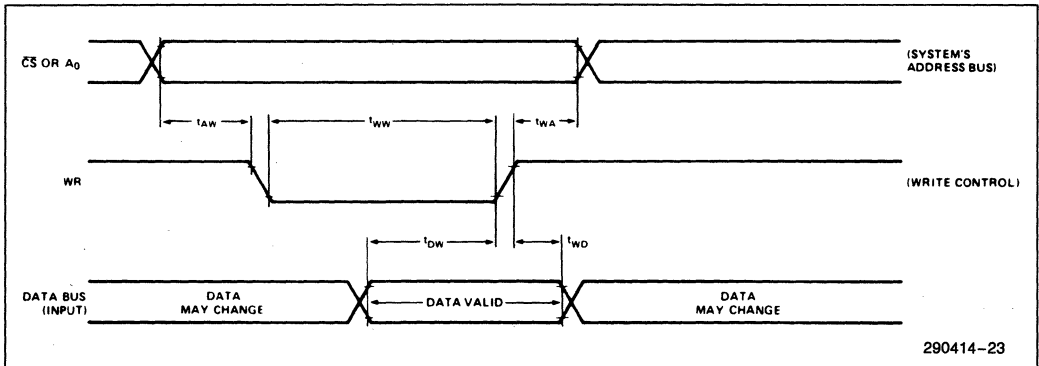 C̅S̅ OR A₀
(SYSTEM'S
ADDRESS BUS)
tAW
tWW
tWA
WR
(WRITE CONTROL)
tDW
tWD
DATA BUS
(INPUT)
DATA
MAY CHANGE
DATA VALID
DATA
MAY CHANGE
290414–23